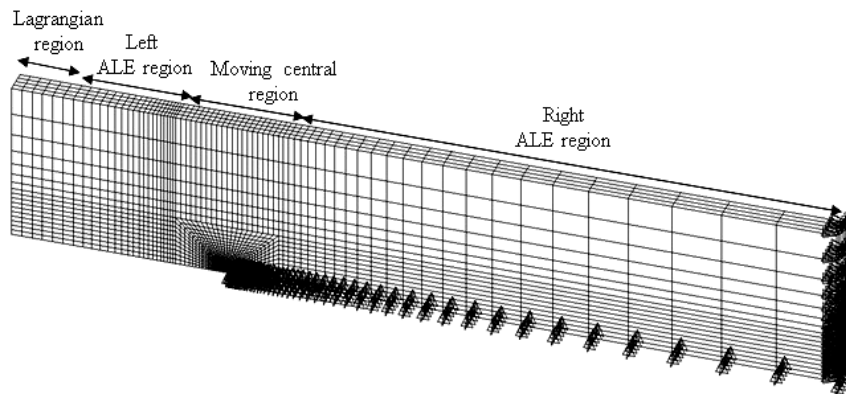 Lagrangian
region
Left
ALE region
Moving central
region
Right
ALE region